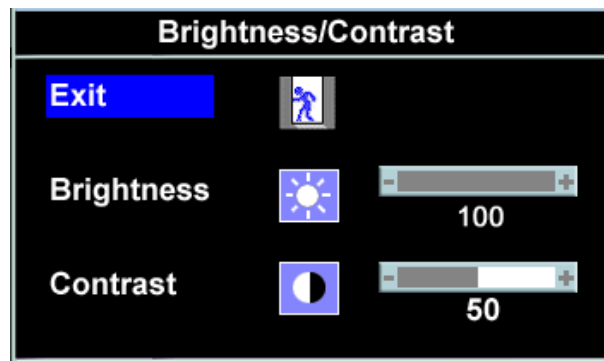 Brightness/Contrast
Exit
Brightness
- +
100
Contrast
- +
50